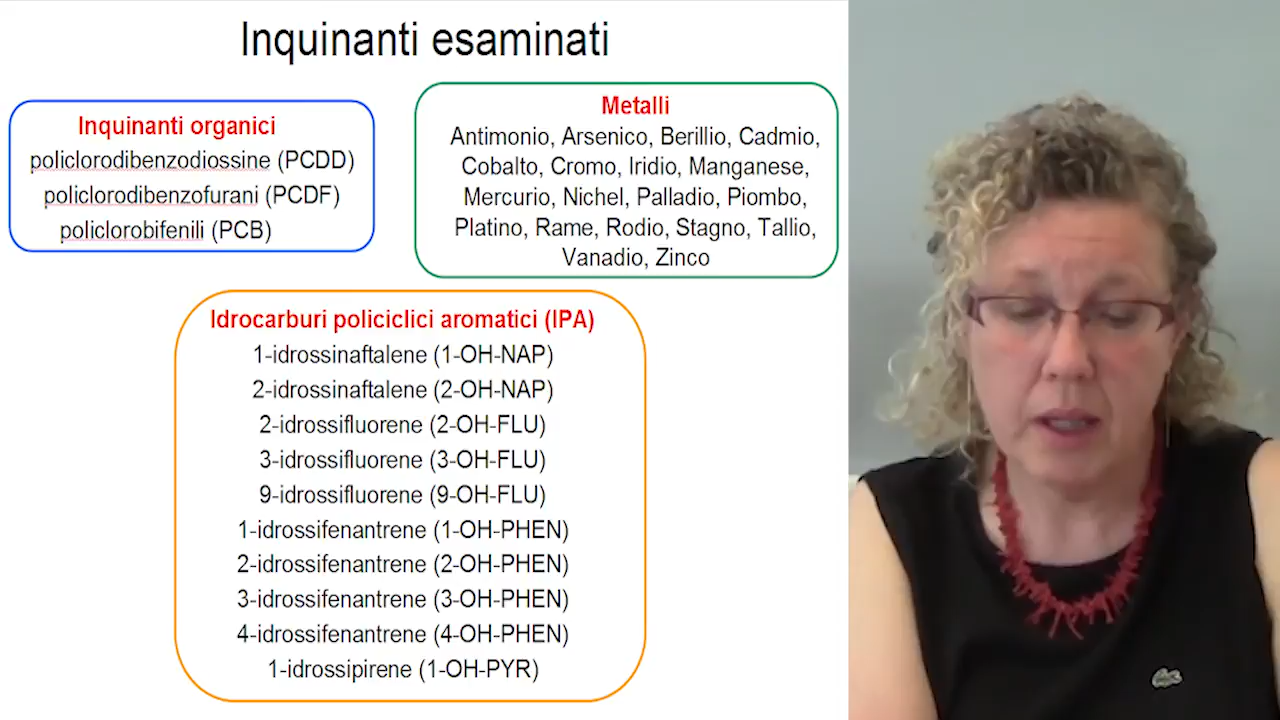 Inquinanti esaminati
Inquinanti organici
policlorodibenzodiossine (PCDD)
policlorodibenzofurani (PCDF)
policlorobifenili (PCB)
Metalli
Antimonio, Arsenico, Berillio, Cadmio,
Cobalto, Cromo, Iridio, Manganese,
Mercurio, Nichel, Palladio, Piombo,
Platino, Rame, Rodio, Stagno, Tallio,
Vanadio, Zinco
Idrocarburi policiclici aromatici (IPA)
1-idrossinaftalene (1-OH-NAP)
2-idrossinaftalene (2-OH-NAP)
2-idrossifluorene (2-OH-FLU)
3-idrossifluorene (3-OH-FLU)
9-idrossifluorene (9-OH-FLU)
1-idrossifenantrene (1-OH-PHEN)
2-idrossifenantrene (2-OH-PHEN)
3-idrossifenantrene (3-OH-PHEN)
4-idrossifenantrene (4-OH-PHEN)
1-idrossipirene (1-OH-PYR)